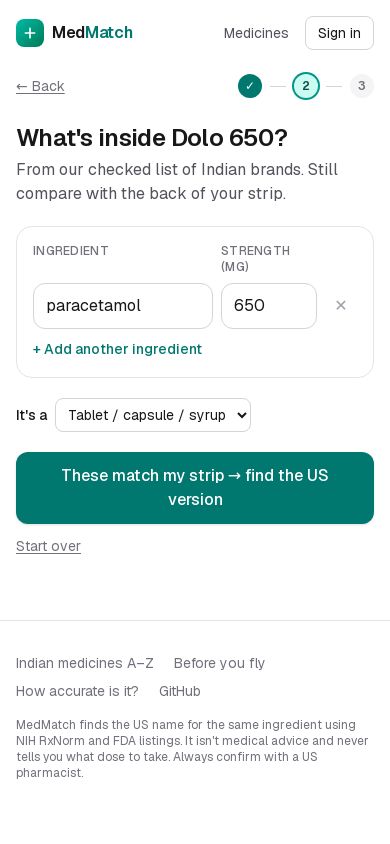 MedMatch
Medicines
Sign in
← Back
✓
2
3
What's inside Dolo 650?
From our checked list of Indian brands. Still
compare with the back of your strip.
INGREDIENT
STRENGTH
(MG)
paracetamol
650
×
+ Add another ingredient
It's a
Tablet / capsule / syrup
These match my strip → find the US
version
Start over
Indian medicines A–Z
Before you fly
How accurate is it?
GitHub
MedMatch finds the US name for the same ingredient using
NIH RxNorm and FDA listings. It isn't medical advice and never
tells you what dose to take. Always confirm with a US
pharmacist.